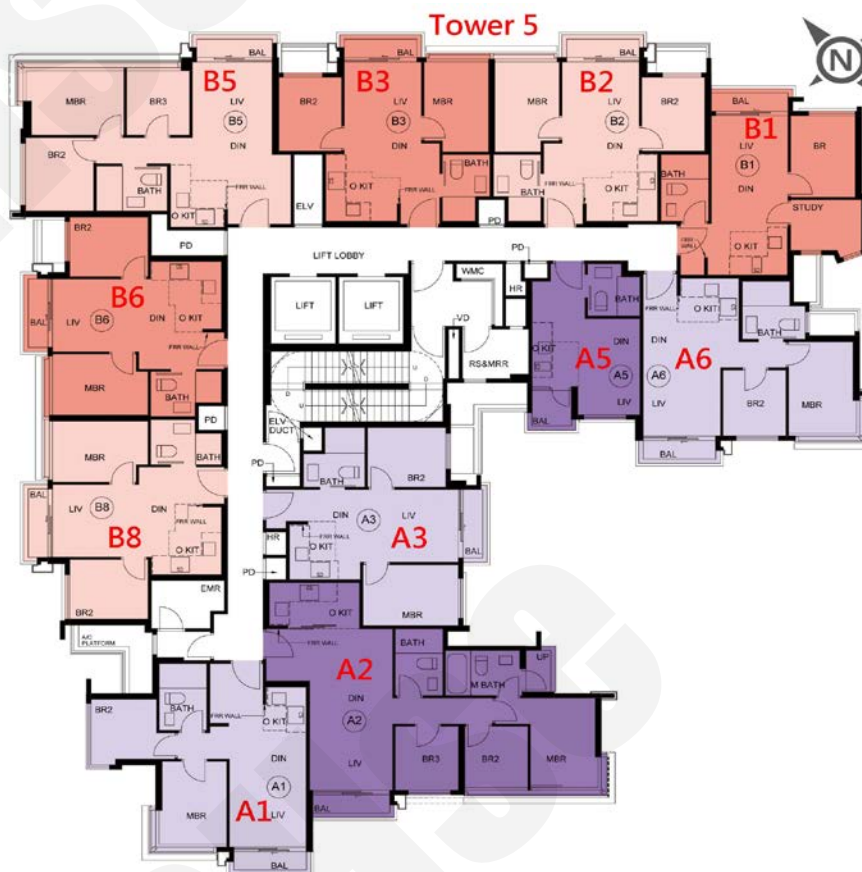 Tower 5
N
BAL
BAL
BAL
B5
B3
B2
MBR
BR3
LIV
B5
DIN
BR2
LIV
B3
DIN
MBR
MBR
LIV
B2
DIN
BR2
BAL
B1
LIV
B1
DIN
BR
BR2
BATH
FRR WALL
O KIT
ELV
O KIT
BATH
PD
BATH
FRR WALL
O KIT
BATH
STUDY
O KIT
BR2
PD
LIFT LOBBY
PD
WMC
HR
VD
LIFT
LIFT
RS&MRR
B6
BAL
LIV
B6
DIN
O KIT
FRR WALL
MBR
BATH
PD
BATH
O KIT
DIN
A5
A5
LIV
BAL
FRR WALL
O KIT
BATH
DIN
A6
A6
LIV
BR2
MBR
BAL
U
D
U
D
ELV
DUCT
PD
MBR
BATH
BAL
LIV
B8
DIN
FRR WALL
B8
O KIT
BR2
EMR
A/C
PLATFORM
BATH
BR2
DIN
A3
LIV
FRR WALL
A3
O KIT
BAL
HR
PD
MBR
O KIT
FRR WALL
A2
BATH
M BATH
UP
DIN
A2
LIV
BR3
BR2
MBR
BAL
BR2
BATH
FRR WALL
O KIT
DIN
A1
A1
MBR
LIV
BAL